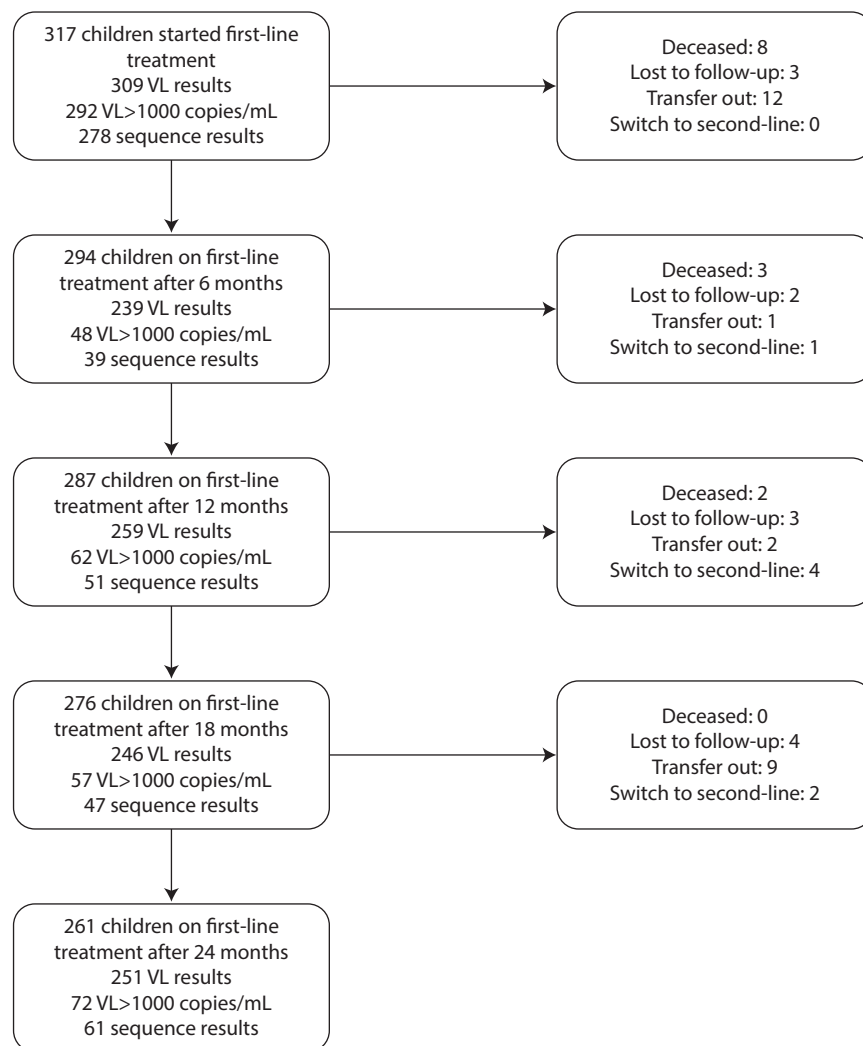 317 children started first-line
treatment
309 VL results
292 VL>1000 copies/mL
278 sequence results
Deceased: 8
Lost to follow-up: 3
Transfer out: 12
Switch to second-line: 0
294 children on first-line
treatment after 6 months
239 VL results
48 VL>1000 copies/mL
39 sequence results
Deceased: 3
Lost to follow-up: 2
Transfer out: 1
Switch to second-line: 1
287 children on first-line
treatment after 12 months
259 VL results
62 VL>1000 copies/mL
51 sequence results
Deceased: 2
Lost to follow-up: 3
Transfer out: 2
Switch to second-line: 4
276 children on first-line
treatment after 18 months
246 VL results
57 VL>1000 copies/mL
47 sequence results
Deceased: 0
Lost to follow-up: 4
Transfer out: 9
Switch to second-line: 2
261 children on first-line
treatment after 24 months
251 VL results
72 VL>1000 copies/mL
61 sequence results